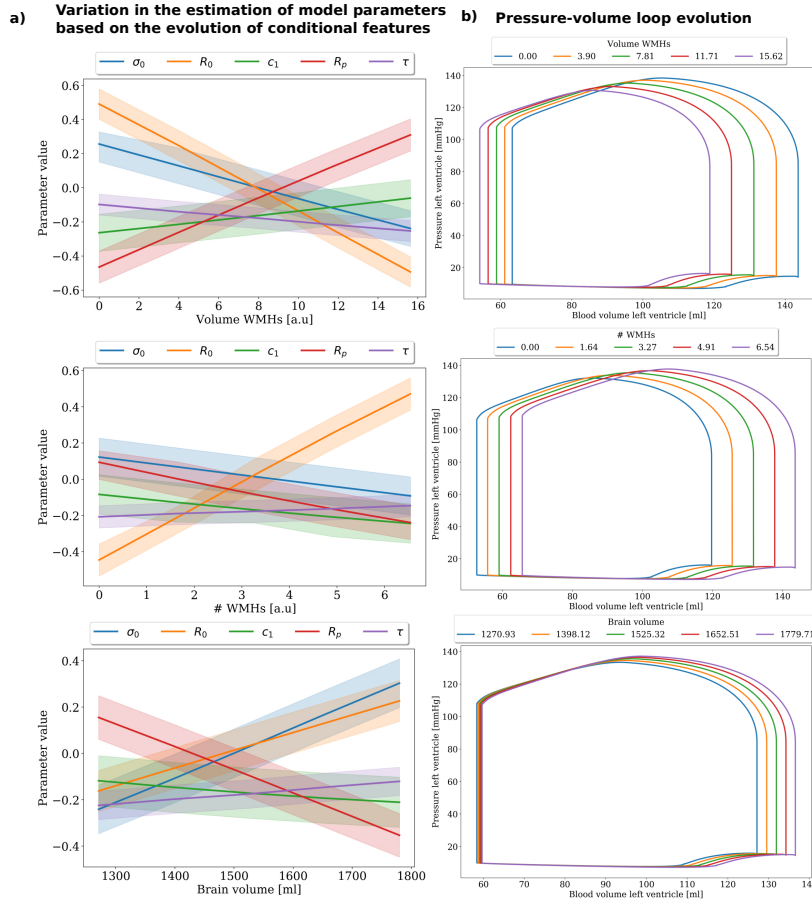 a)
Variation in the estimation of model parameters
based on the evolution of conditional features
σ0 R0 c1 Rp τ
0.6
0.4
0.2
0.0
−0.2
−0.4
−0.6
Parameter value
0 2 4 6 8 10 12 14 16
Volume WMHs [a.u]
σ0 R0 c1 Rp τ
0.6
0.4
0.2
0.0
−0.2
−0.4
Parameter value
0 1 2 3 4 5 6
# WMHs [a.u]
σ0 R0 c1 Rp τ
0.4
0.2
0.0
−0.2
−0.4
Parameter value
1300 1400 1500 1600 1700 1800
Brain volume [ml]
b)
Pressure-volume loop evolution
Volume WMHs
0.00 3.90 7.81 11.71 15.62
140
120
100
80
60
40
20
Pressure left ventricle [mmHg]
60 80 100 120 140
Blood volume left ventricle [ml]
# WMHs
0.00 1.64 3.27 4.91 6.54
140
120
100
80
60
40
20
Pressure left ventricle [mmHg]
60 80 100 120 140
Blood volume left ventricle [ml]
Brain volume
1270.93 1398.12 1525.32 1652.51 1779.71
140
120
100
80
60
40
20
Pressure left ventricle [mmHg]
60 70 80 90 100 110 120 130 140
Blood volume left ventricle [ml]